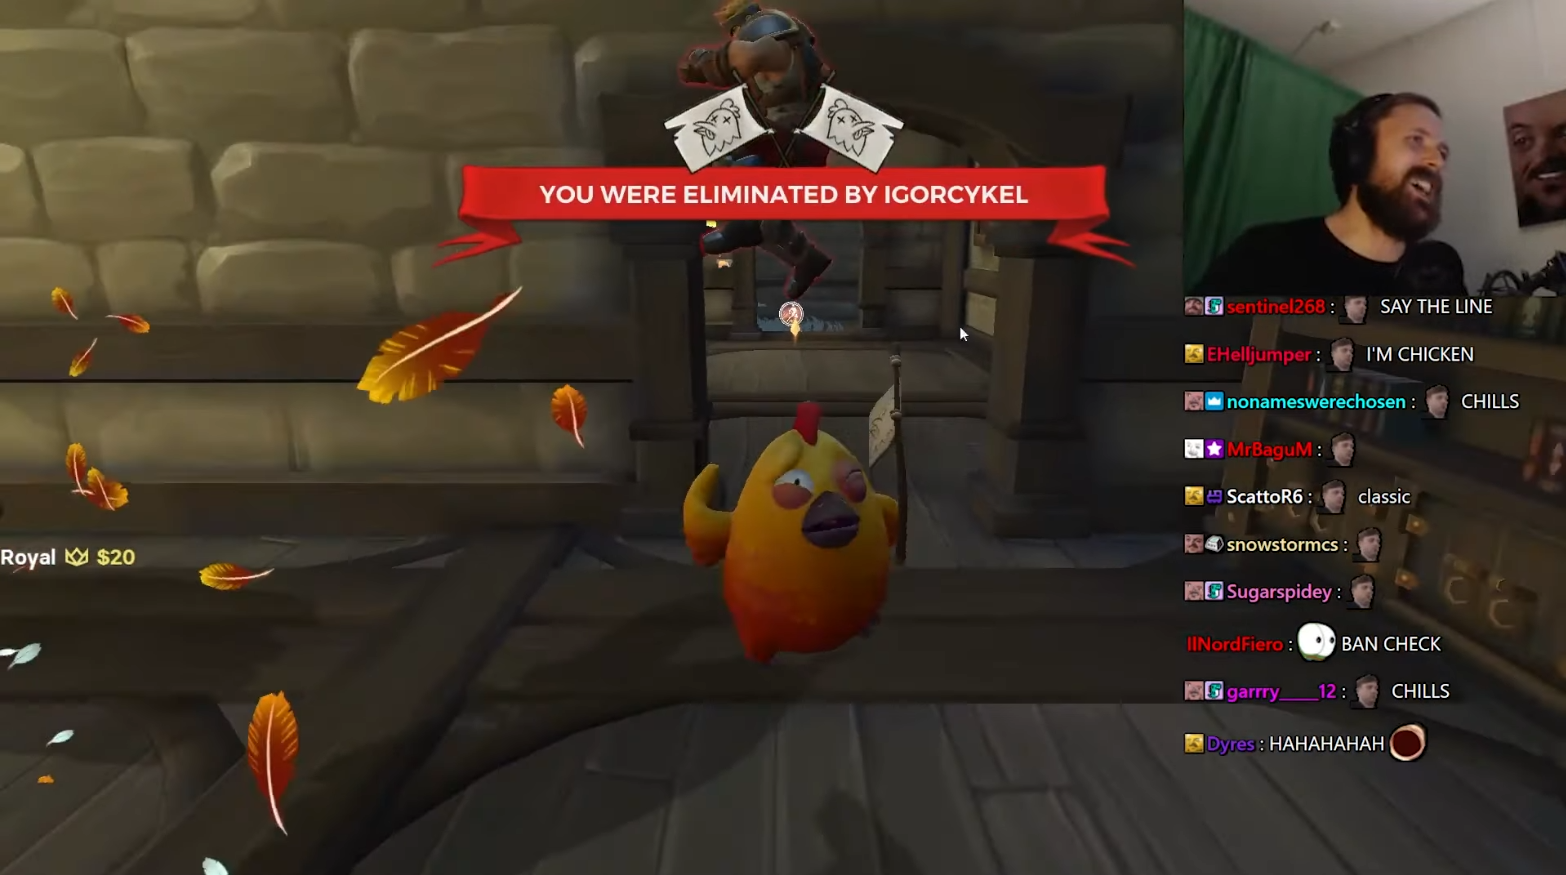 YOU WERE ELIMINATED BY IGORCYKEL
sentinel268 : SAY THE LINE
EHelljumper : I'M CHICKEN
nonameswerechosen : CHILLS
MrBaguM :
ScattoR6 : classic
snowstormcs :
Sugarspidey :
IINordFiero : BAN CHECK
garrry____12 : CHILLS
Dyres : HAHAHAHAH
Royal $20